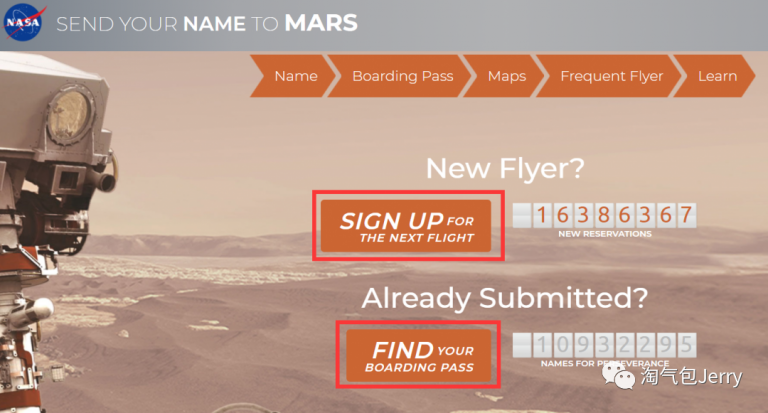 NASA
SEND YOUR NAME TO MARS
Name Boarding Pass Maps Frequent Flyer Learn
New Flyer?
SIGN UP FOR
THE NEXT FLIGHT
16386367
NEW RESERVATIONS
Already Submitted?
FIND YOUR
BOARDING PASS
10932295
NAMES FOR PERSEVERANCE
淘气包Jerry